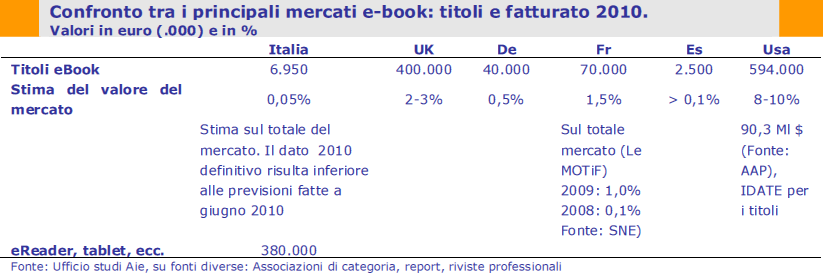 Confronto tra i principali mercati e-book: titoli e fatturato 2010.
Valori in euro (.000) e in %
Italia UK De Fr Es Usa
Titoli eBook 6.950 400.000 40.000 70.000 2.500 594.000
Stima del valore del
mercato 0,05% 2-3% 0,5% 1,5% > 0,1% 8-10%
Stima sul totale del Sul totale 90,3 Ml $
mercato. Il dato 2010 mercato (Le (Fonte:
definitivo risulta inferiore MOTiF) AAP),
alle previsioni fatte a 2009: 1,0% IDATE per
giugno 2010 2008: 0,1% i titoli
Fonte: SNE)
eReader, tablet, ecc. 380.000
Fonte: Ufficio studi Aie, su fonti diverse: Associazioni di categoria, report, riviste professionali